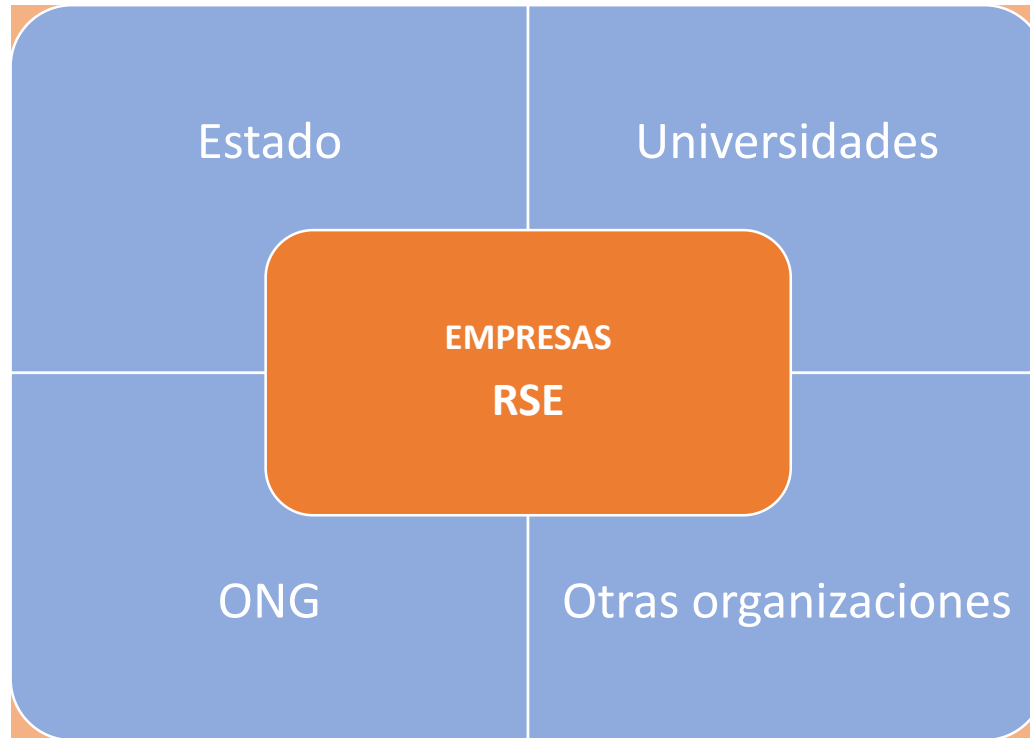 Estado
Universidades
EMPRESAS
RSE
ONG
Otras organizaciones